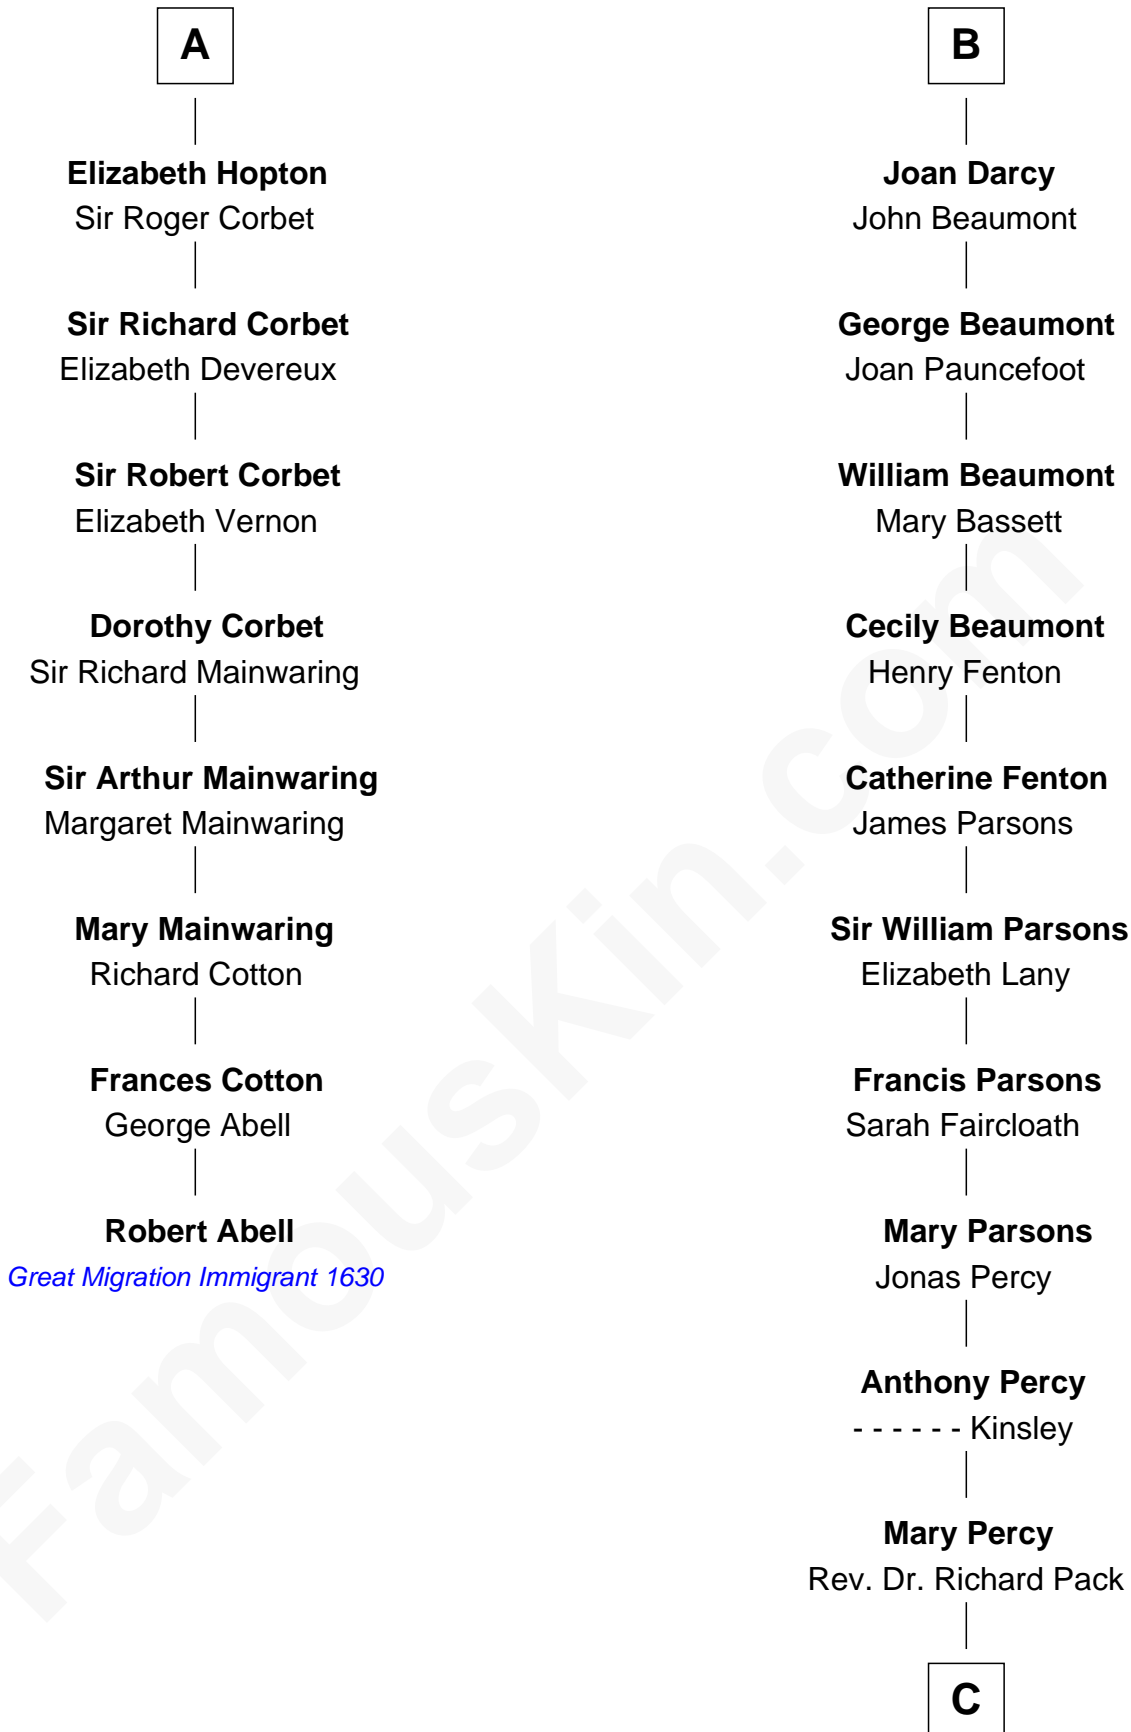 A
Elizabeth Hopton
Sir Roger Corbet
Sir Richard Corbet
Elizabeth Devereux
Sir Robert Corbet
Elizabeth Vernon
Dorothy Corbet
Sir Richard Mainwaring
Sir Arthur Mainwaring
Margaret Mainwaring
Mary Mainwaring
Richard Cotton
Frances Cotton
George Abell
Robert Abell
Great Migration Immigrant 1630
B
Joan Darcy
John Beaumont
George Beaumont
Joan Pauncefoot
William Beaumont
Mary Bassett
Cecily Beaumont
Henry Fenton
Catherine Fenton
James Parsons
Sir William Parsons
Elizabeth Lany
Francis Parsons
Sarah Faircloath
Mary Parsons
Jonas Percy
Anthony Percy
- - - - - - Kinsley
Mary Percy
Rev. Dr. Richard Pack
C
FamousKin.com